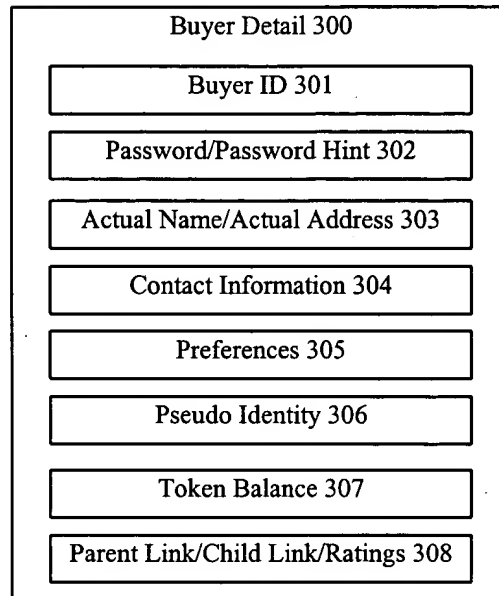 Buyer Detail 300
Buyer ID 301
Password/Password Hint 302
Actual Name/Actual Address 303
Contact Information 304
Preferences 305
Pseudo Identity 306
Token Balance 307
Parent Link/Child Link/Ratings 308